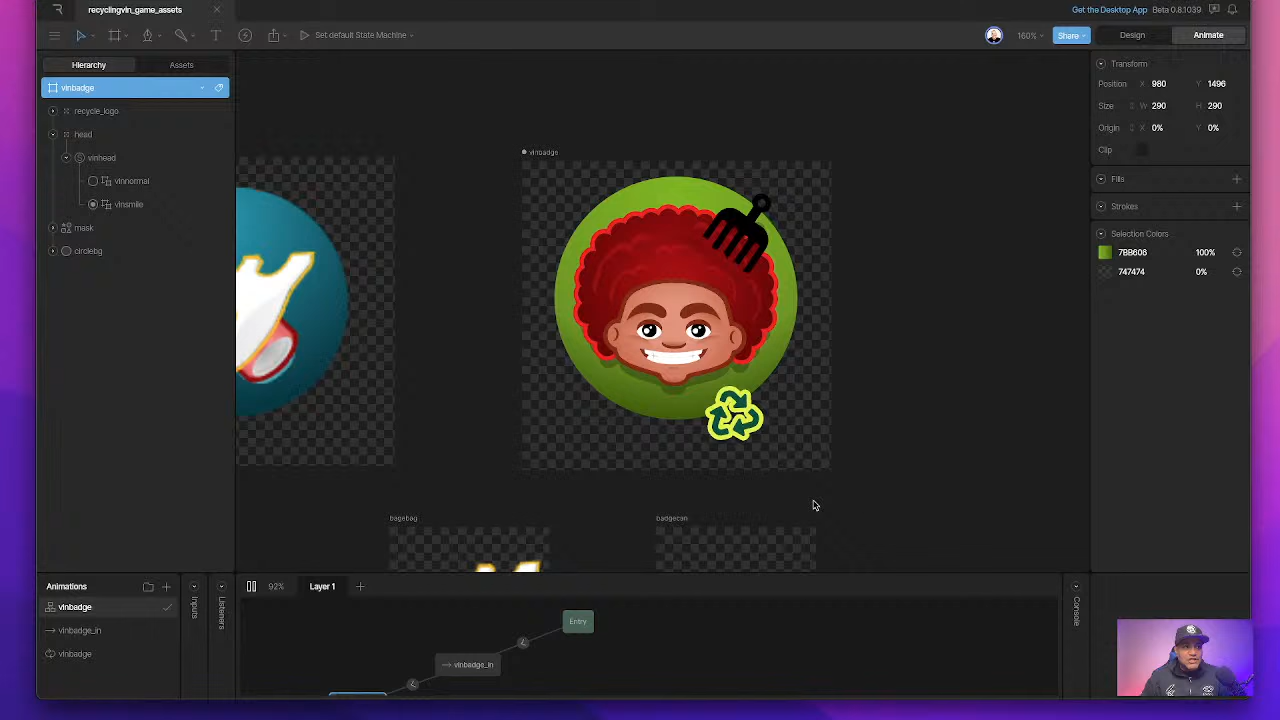 recyclingvin_game_assets
Get the Desktop App Beta 0.8.1039
T Set default State Machine 160% Share Design Animate
Hierarchy Assets
vinbadge
recycle_logo
head
vinhead
vinnormal
vinsmile
mask
circlebg
vinbadge
bagebag
badgecan
Transform
Position X 980 Y 1496
Size W 290 H 290
Origin X 0% Y 0%
Clip
Fills
Strokes
Selection Colors
7BB606 100%
747474 0%
Animations
vinbadge
vinbadge_in
vinbadge
Inputs
Listeners
92% Layer 1
Entry
vinbadge_in
Console